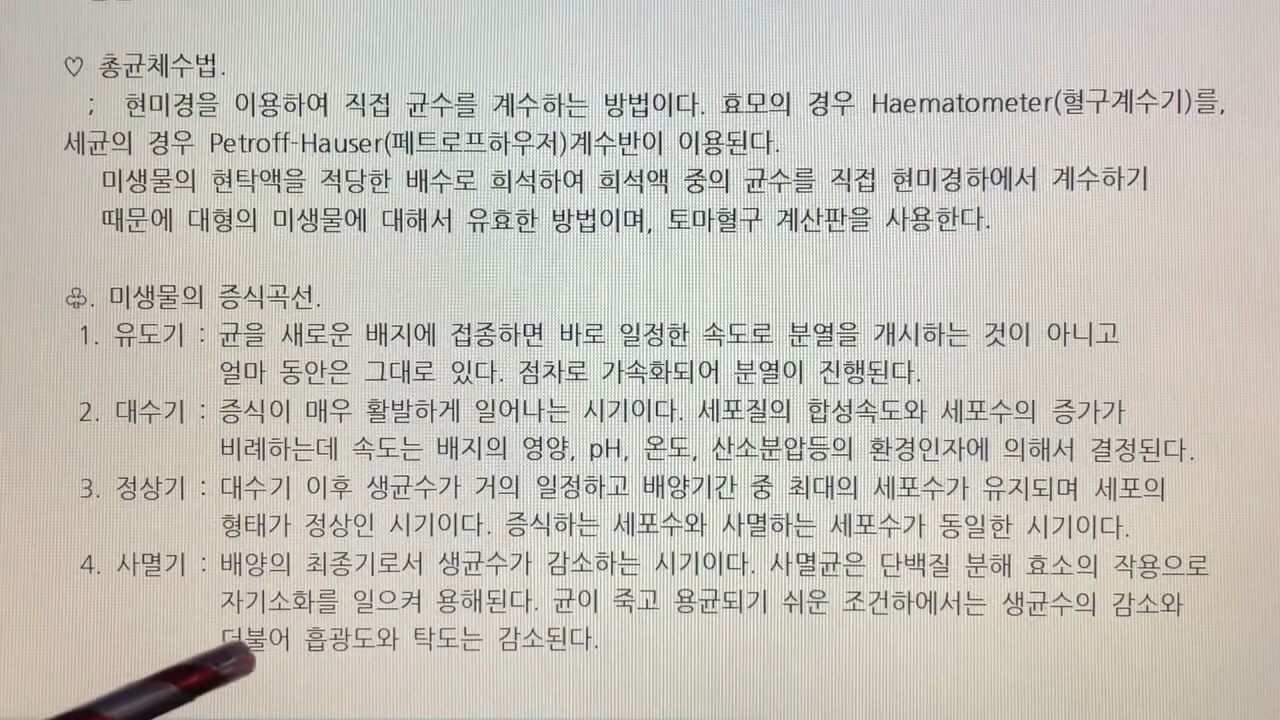 ♡ 총균체수법.
; 현미경을 이용하여 직접 균수를 계수하는 방법이다. 효모의 경우 Haematometer(혈구계수기)를,
세균의 경우 Petroff-Hauser(페트로프하우저)계수반이 이용된다.
미생물의 현탁액을 적당한 배수로 희석하여 희석액 중의 균수를 직접 현미경하에서 계수하기
때문에 대형의 미생물에 대해서 유효한 방법이며, 토마혈구 계산판을 사용한다.
♧. 미생물의 증식곡선.
1. 유도기 : 균을 새로운 배지에 접종하면 바로 일정한 속도로 분열을 개시하는 것이 아니고
얼마 동안은 그대로 있다. 점차로 가속화되어 분열이 진행된다.
2. 대수기 : 증식이 매우 활발하게 일어나는 시기이다. 세포질의 합성속도와 세포수의 증가가
비례하는데 속도는 배지의 영양, pH, 온도, 산소분압등의 환경인자에 의해서 결정된다.
3. 정상기 : 대수기 이후 생균수가 거의 일정하고 배양기간 중 최대의 세포수가 유지되며 세포의
형태가 정상인 시기이다. 증식하는 세포수와 사멸하는 세포수가 동일한 시기이다.
4. 사멸기 : 배양의 최종기로서 생균수가 감소하는 시기이다. 사멸균은 단백질 분해 효소의 작용으로
자기소화를 일으켜 용해된다. 균이 죽고 용균되기 쉬운 조건하에서는 생균수의 감소와
더불어 흡광도와 탁도는 감소된다.